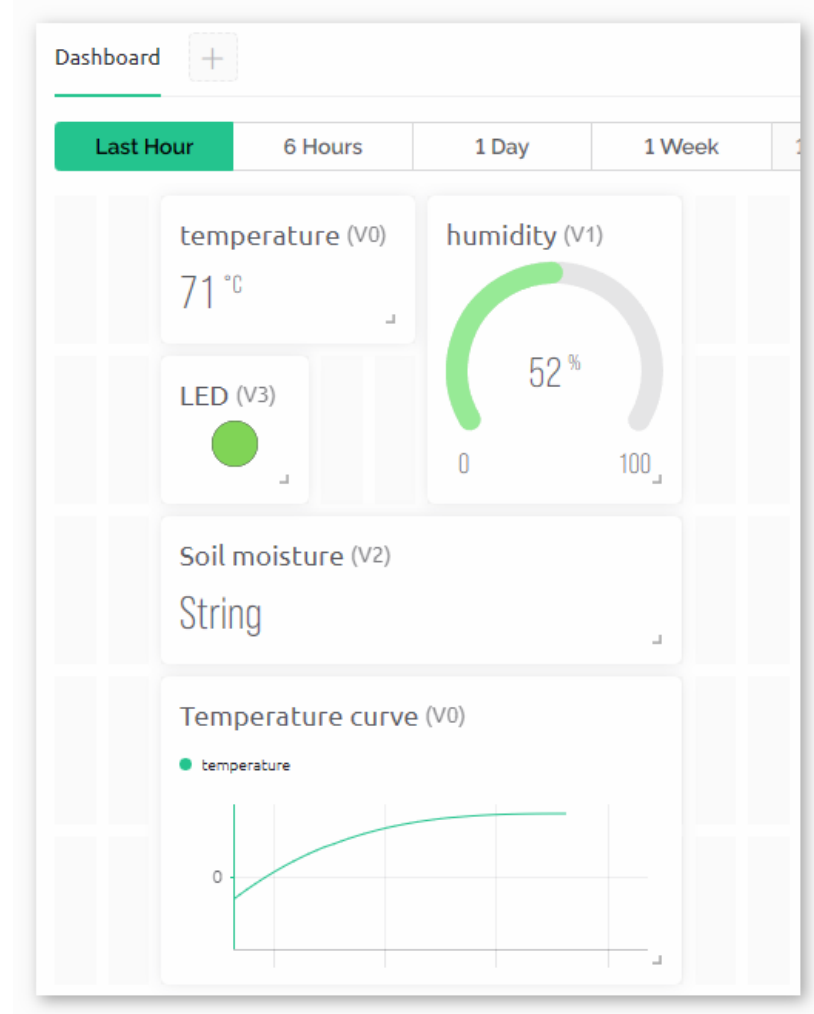 Dashboard +
Last Hour 6 Hours 1 Day 1 Week
temperature (V0)
71 °C
humidity (V1)
52 %
0 100
LED (V3)
Soil moisture (V2)
String
Temperature curve (V0)
temperature
0